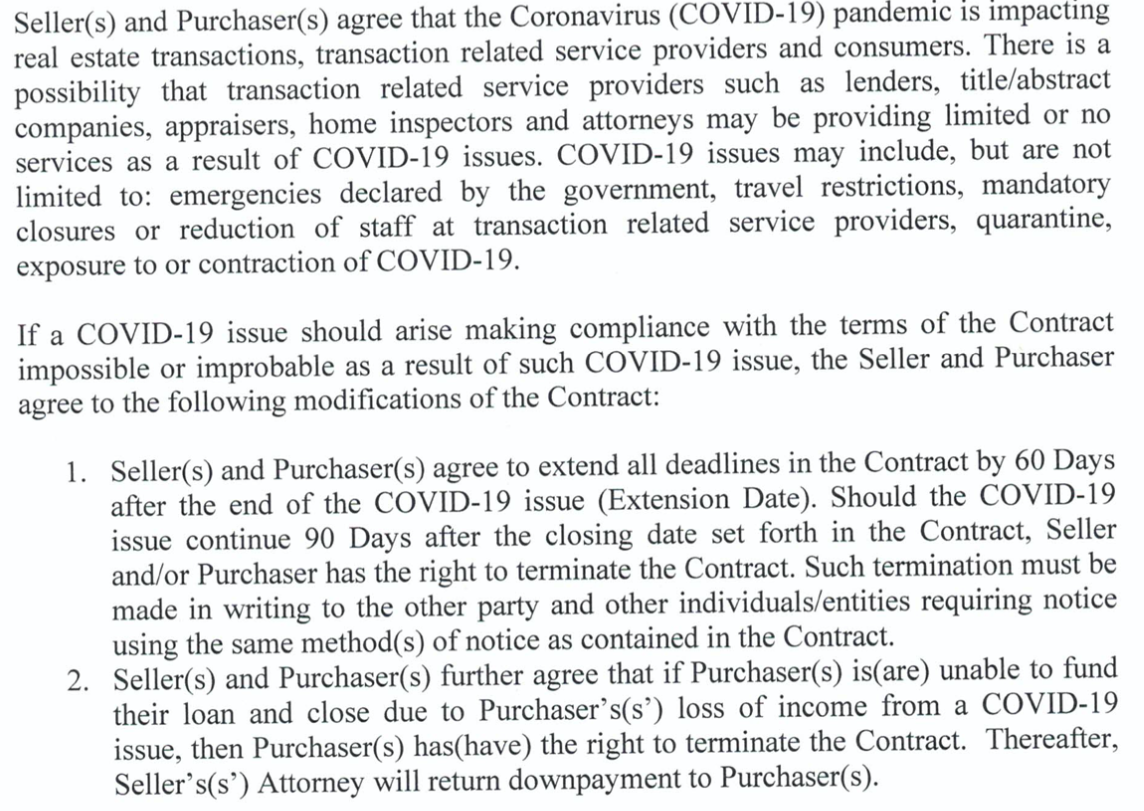 Seller(s) and Purchaser(s) agree that the Coronavirus (COVID-19) pandemic is impacting
real estate transactions, transaction related service providers and consumers. There is a
possibility that transaction related service providers such as lenders, title/abstract
companies, appraisers, home inspectors and attorneys may be providing limited or no
services as a result of COVID-19 issues. COVID-19 issues may include, but are not
limited to: emergencies declared by the government, travel restrictions, mandatory
closures or reduction of staff at transaction related service providers, quarantine,
exposure to or contraction of COVID-19.
If a COVID-19 issue should arise making compliance with the terms of the Contract
impossible or improbable as a result of such COVID-19 issue, the Seller and Purchaser
agree to the following modifications of the Contract:
1. Seller(s) and Purchaser(s) agree to extend all deadlines in the Contract by 60 Days
after the end of the COVID-19 issue (Extension Date). Should the COVID-19
issue continue 90 Days after the closing date set forth in the Contract, Seller
and/or Purchaser has the right to terminate the Contract. Such termination must be
made in writing to the other party and other individuals/entities requiring notice
using the same method(s) of notice as contained in the Contract.
2. Seller(s) and Purchaser(s) further agree that if Purchaser(s) is(are) unable to fund
their loan and close due to Purchaser's(s') loss of income from a COVID-19
issue, then Purchaser(s) has(have) the right to terminate the Contract. Thereafter,
Seller's(s') Attorney will return downpayment to Purchaser(s).